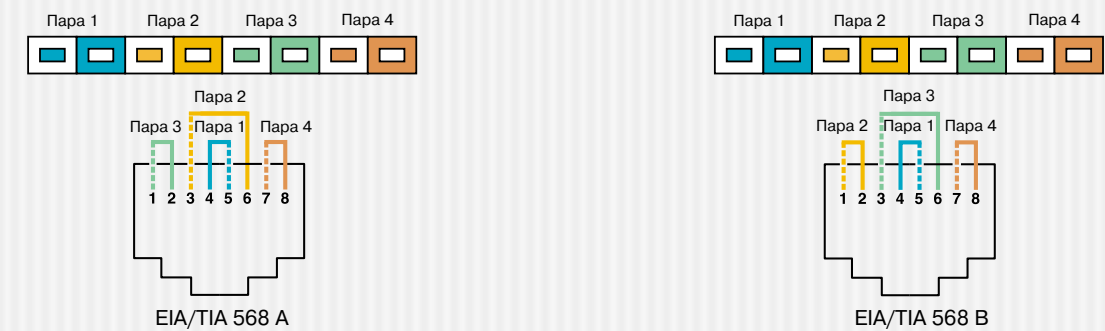 Пара 1 Пара 2 Пара 3 Пара 4
Пара 2
Пара 3 Пара 1 Пара 4
1 2 3 4 5 6 7 8
EIA/TIA 568 A
Пара 1 Пара 2 Пара 3 Пара 4
Пара 3
Пара 2 Пара 1 Пара 4
1 2 3 4 5 6 7 8
EIA/TIA 568 B